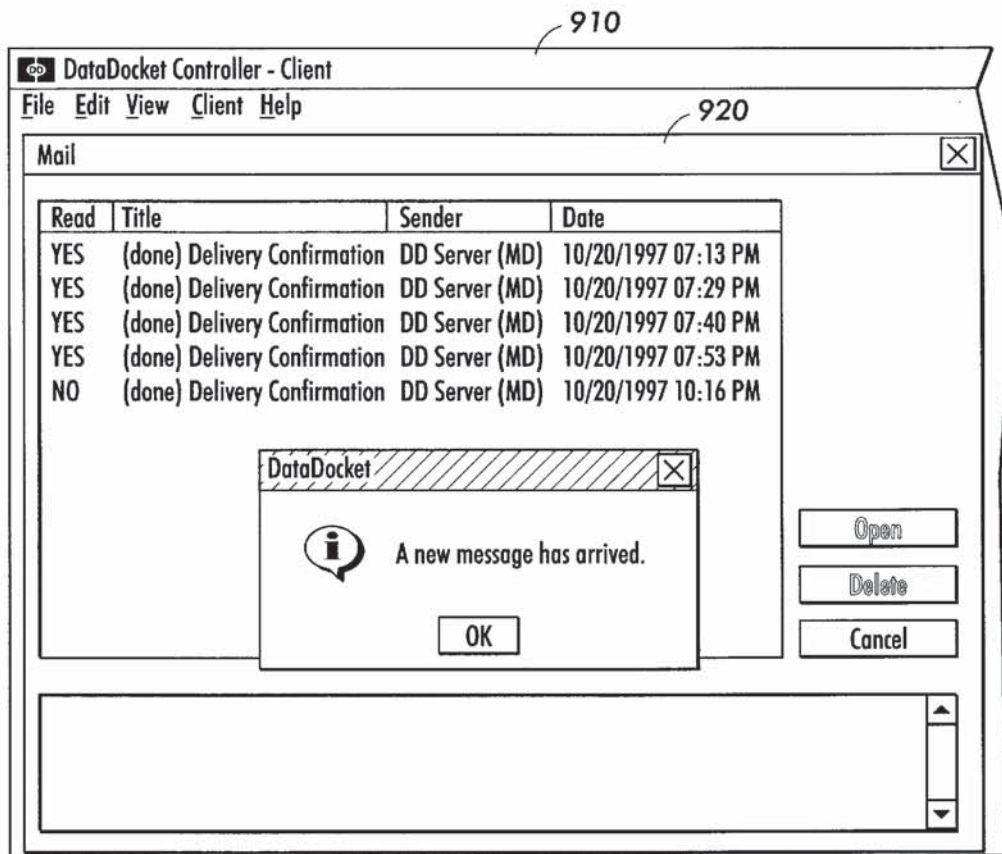 910
DD DataDocket Controller - Client
File Edit View Client Help
920
Mail
Read Title Sender Date
YES (done) Delivery Confirmation DD Server (MD) 10/20/1997 07:13 PM
YES (done) Delivery Confirmation DD Server (MD) 10/20/1997 07:29 PM
YES (done) Delivery Confirmation DD Server (MD) 10/20/1997 07:40 PM
YES (done) Delivery Confirmation DD Server (MD) 10/20/1997 07:53 PM
NO (done) Delivery Confirmation DD Server (MD) 10/20/1997 10:16 PM
DataDocket
i A new message has arrived.
OK
Open
Delete
Cancel